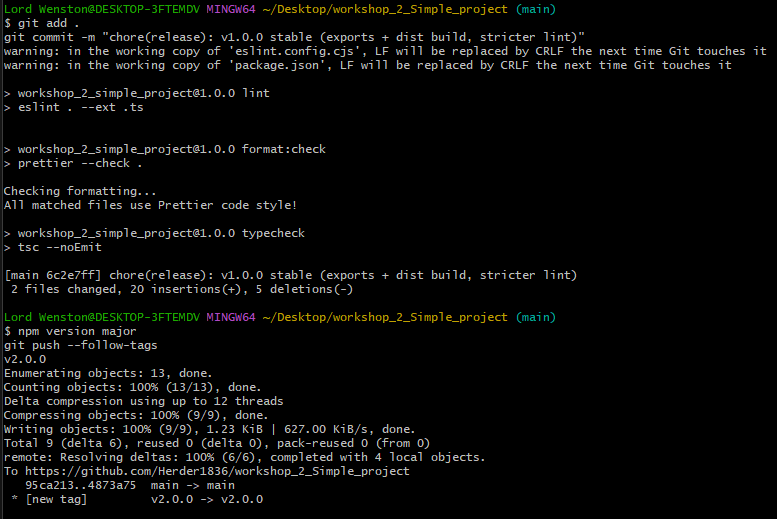 Lord Wenston@DESKTOP-3FTEMDV MINGW64 ~/Desktop/workshop_2_Simple_project (main)
$ git add .
git commit -m "chore(release): v1.0.0 stable (exports + dist build, stricter lint)"
warning: in the working copy of 'eslint.config.cjs', LF will be replaced by CRLF the next time Git touches it
warning: in the working copy of 'package.json', LF will be replaced by CRLF the next time Git touches it
> workshop_2_simple_project@1.0.0 lint
> eslint . --ext .ts
> workshop_2_simple_project@1.0.0 format:check
> prettier --check .
Checking formatting...
All matched files use Prettier code style!
> workshop_2_simple_project@1.0.0 typecheck
> tsc --noEmit
[main 6c2e7ff] chore(release): v1.0.0 stable (exports + dist build, stricter lint)
2 files changed, 20 insertions(+), 5 deletions(-)
Lord Wenston@DESKTOP-3FTEMDV MINGW64 ~/Desktop/workshop_2_Simple_project (main)
$ npm version major
git push --follow-tags
v2.0.0
Enumerating objects: 13, done.
Counting objects: 100% (13/13), done.
Delta compression using up to 12 threads
Compressing objects: 100% (9/9), done.
Writing objects: 100% (9/9), 1.23 KiB | 627.00 KiB/s, done.
Total 9 (delta 6), reused 0 (delta 0), pack-reused 0 (from 0)
remote: Resolving deltas: 100% (6/6), completed with 4 local objects.
To https://github.com/Herder1836/workshop_2_Simple_project
95ca213..4873a75  main -> main
* [new tag]         v2.0.0 -> v2.0.0